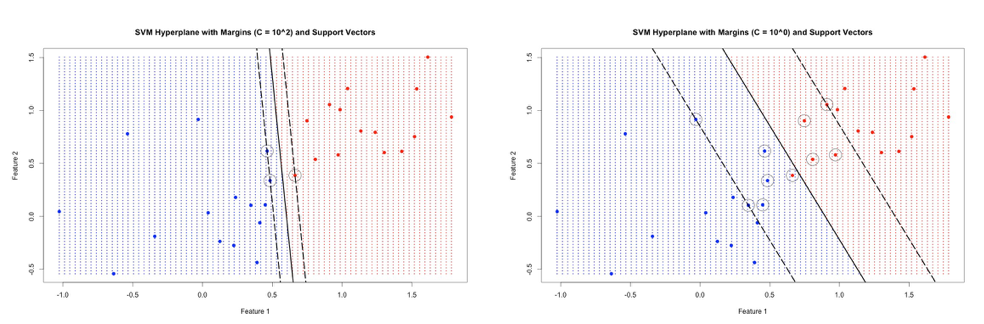 SVM Hyperplane with Margins (C = 10^2) and Support Vectors
Feature 2
1.5
1.0
0.5
0.0
-0.5
-1.0 -0.5 0.0 0.5 1.0 1.5
Feature 1
SVM Hyperplane with Margins (C = 10^0) and Support Vectors
Feature 2
1.5
1.0
0.5
0.0
-0.5
-1.0 -0.5 0.0 0.5 1.0 1.5
Feature 1